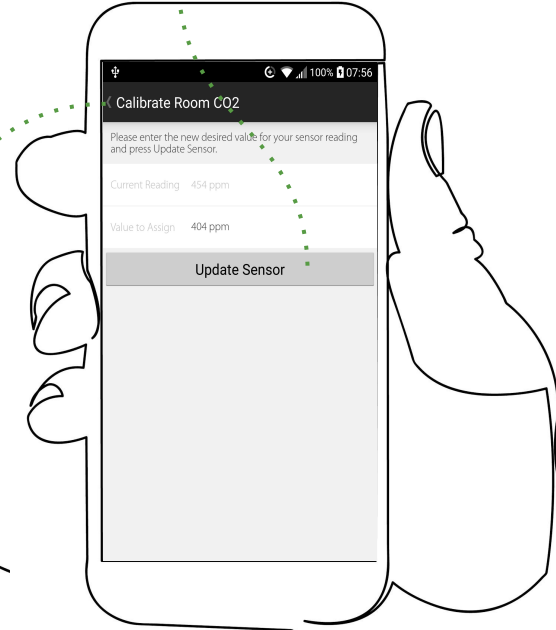 100% 07:56
Calibrate Room CO2
Please enter the new desired value for your sensor reading
and press Update Sensor.
Current Reading 454 ppm
Value to Assign 404 ppm
Update Sensor